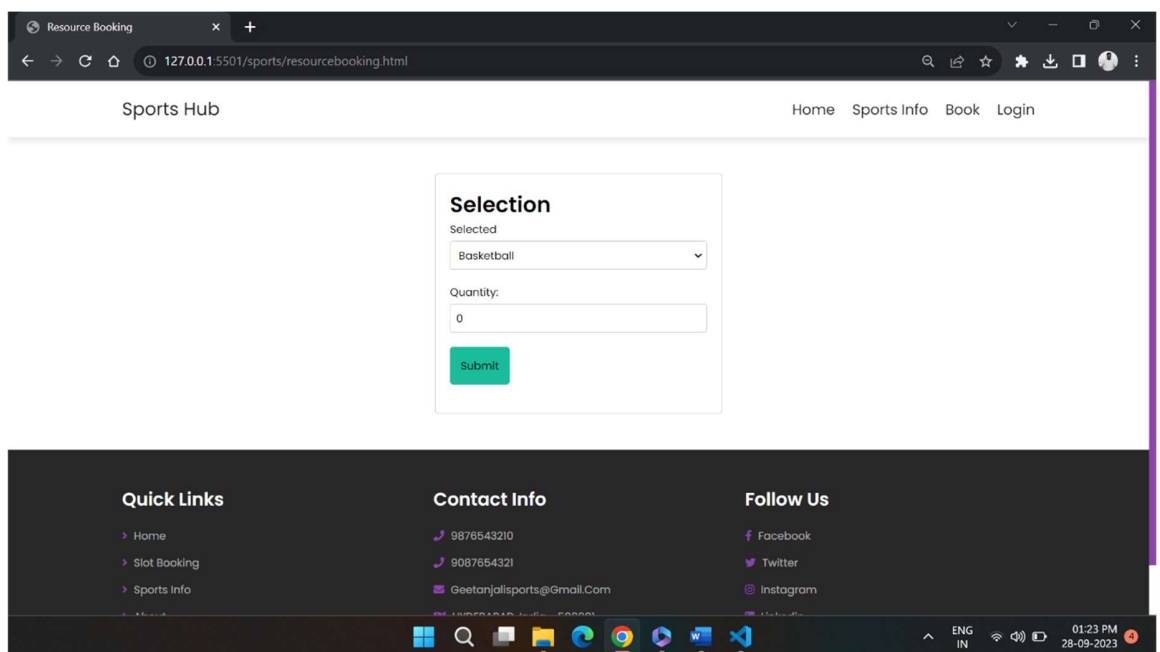 Resource Booking
127.0.0.1:5501/sports/resourcebooking.html
Sports Hub
Home Sports Info Book Login
Selection
Selected
Basketball
Quantity:
0
Submit
Quick Links
Home
Slot Booking
Sports Info
Contact Info
9876543210
9087654321
Geetanjalisports@Gmail.Com
Follow Us
Facebook
Twitter
Instagram
ENG
IN
01:23 PM
28-09-2023
4